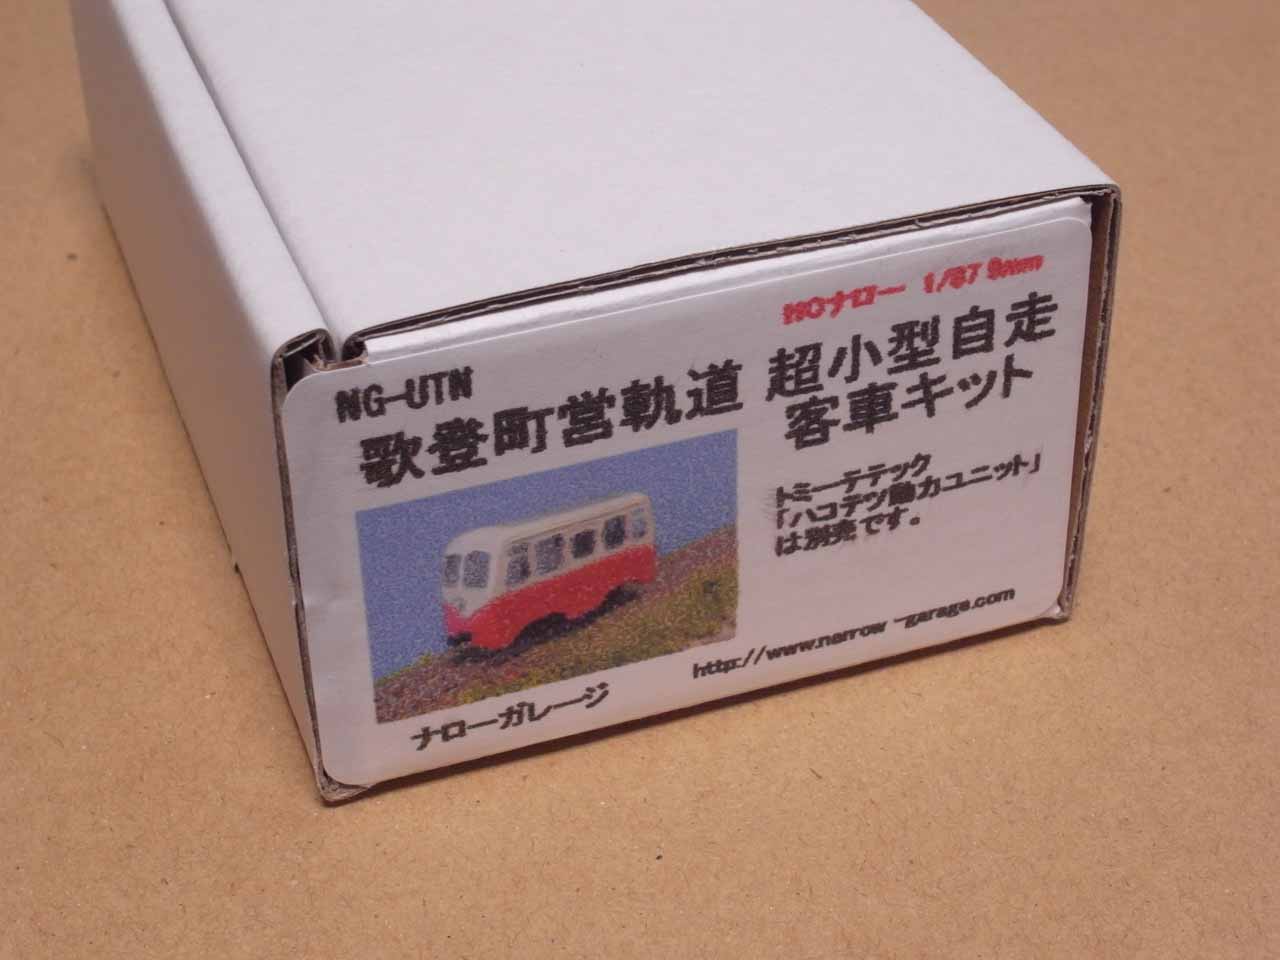 NGナロー 1/87 9mm
NG-UTN
歌登町営軌道 超小型自走
客車キット
トミーテテック
「ハコテツ動力ユニット」
は別売です。
http://www.narrow-garage.com
ナローガレージ